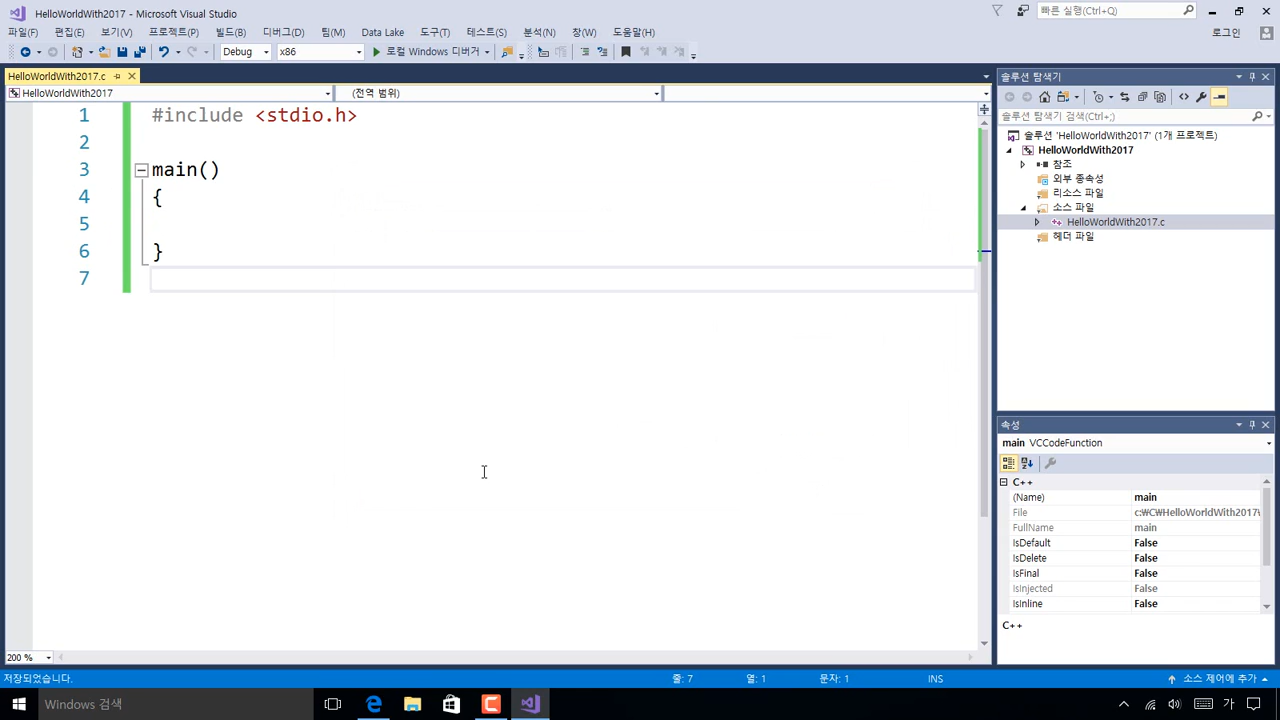 HelloWorldWith2017 - Microsoft Visual Studio
빠른 실행(Ctrl+Q)
파일(F) 편집(E) 보기(V) 프로젝트(P) 빌드(B) 디버그(D) 팀(M) Data Lake 도구(T) 테스트(S) 분석(N) 창(W) 도움말(H) 로그인
Debug x86 로컬 Windows 디버거
HelloWorldWith2017.c
HelloWorldWith2017 (전역 범위)
1 #include <stdio.h>
2
3 main()
4 {
5
6 }
7
200 %
솔루션 탐색기
솔루션 탐색기 검색(Ctrl+;)
솔루션 'HelloWorldWith2017' (1개 프로젝트)
HelloWorldWith2017
참조
외부 종속성
리소스 파일
소스 파일
HelloWorldWith2017.c
헤더 파일
속성
main VCCodeFunction
C++
(Name) main
File c:₩C₩HelloWorldWith2017₩
FullName main
IsDefault False
IsDelete False
IsFinal False
IsInjected False
IsInline False
C++
저장되었습니다. 줄: 7 열: 1 문자: 1 INS 소스 제어에 추가
Windows 검색 가